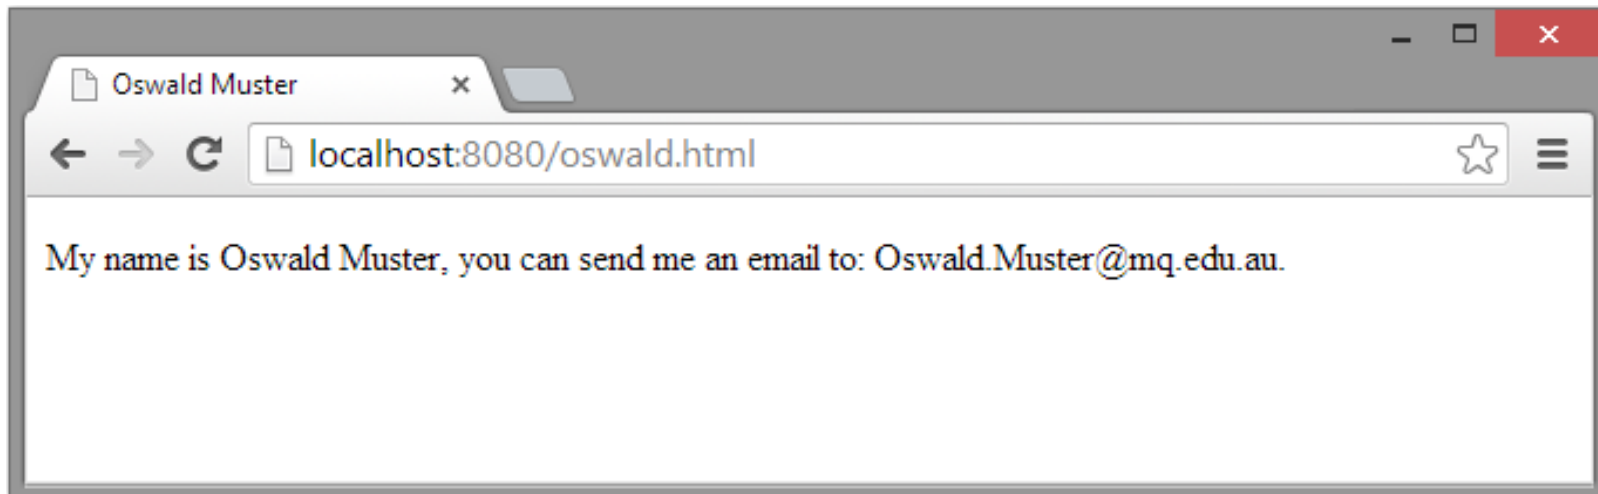 Oswald Muster
localhost:8080/oswald.html
My name is Oswald Muster, you can send me an email to: Oswald.Muster@mq.edu.au.